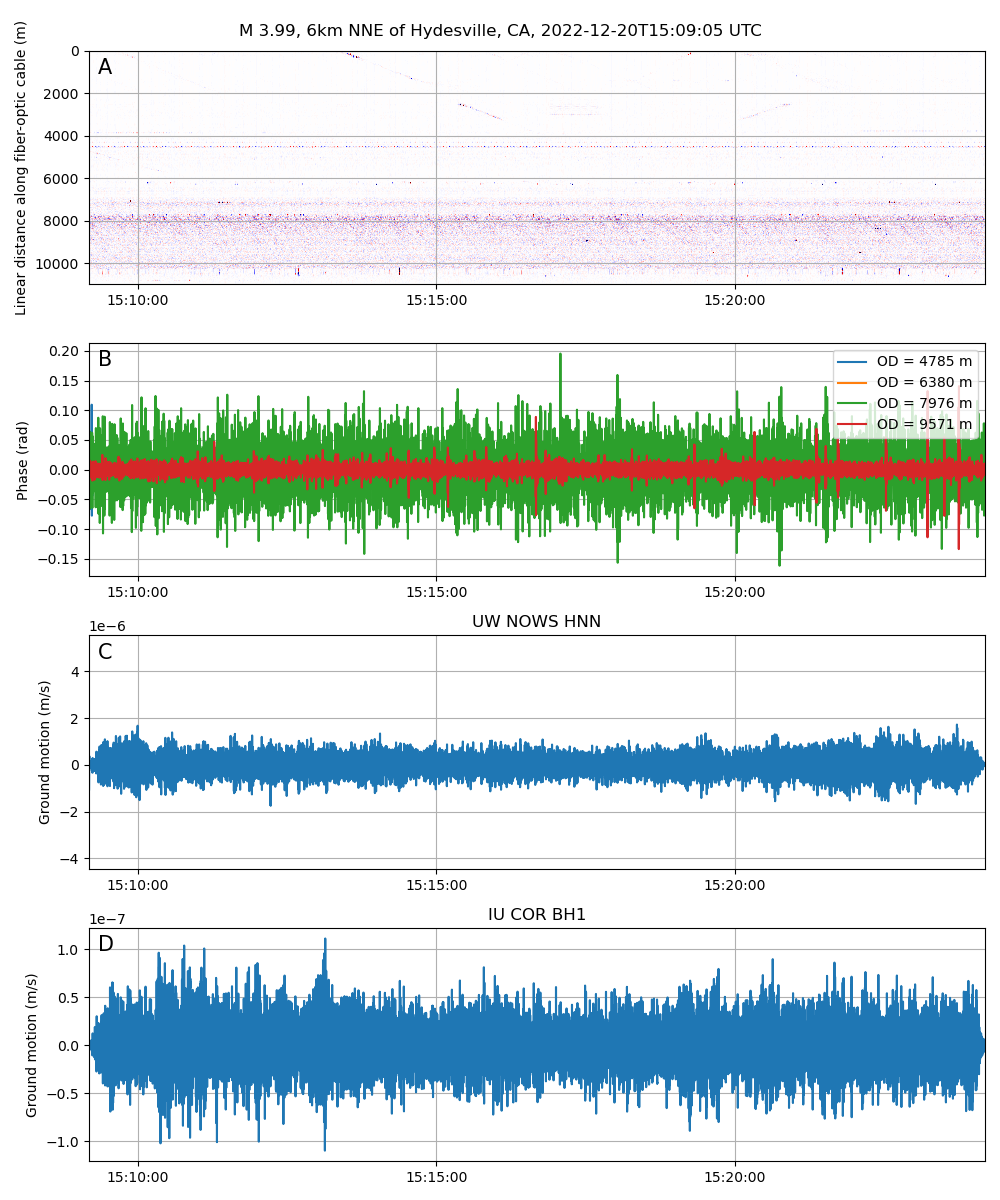 M 3.99, 6km NNE of Hydesville, CA, 2022-12-20T15:09:05 UTC
A
Linear distance along fiber-optic cable (m)
0
2000
4000
6000
8000
10000
15:10:00
15:15:00
15:20:00
B
Phase (rad)
0.20
0.15
0.10
0.05
0.00
−0.05
−0.10
−0.15
OD = 4785 m
OD = 6380 m
OD = 7976 m
OD = 9571 m
15:10:00
15:15:00
15:20:00
UW NOWS HNN
1e−6
C
Ground motion (m/s)
4
2
0
−2
−4
15:10:00
15:15:00
15:20:00
IU COR BH1
1e−7
D
Ground motion (m/s)
1.0
0.5
0.0
−0.5
−1.0
15:10:00
15:15:00
15:20:00